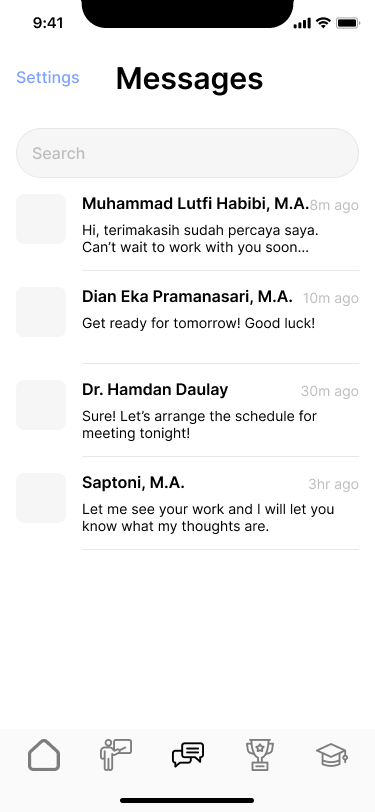 9:41
Settings
Messages
Search
Muhammad Lutfi Habibi, M.A. 8m ago
Hi, terimakasih sudah percaya saya.
Can’t wait to work with you soon...
Dian Eka Pramanasari, M.A. 10m ago
Get ready for tomorrow! Good luck!
Dr. Hamdan Daulay 30m ago
Sure! Let’s arrange the schedule for
meeting tonight!
Saptoni, M.A. 3hr ago
Let me see your work and I will let you
know what my thoughts are.